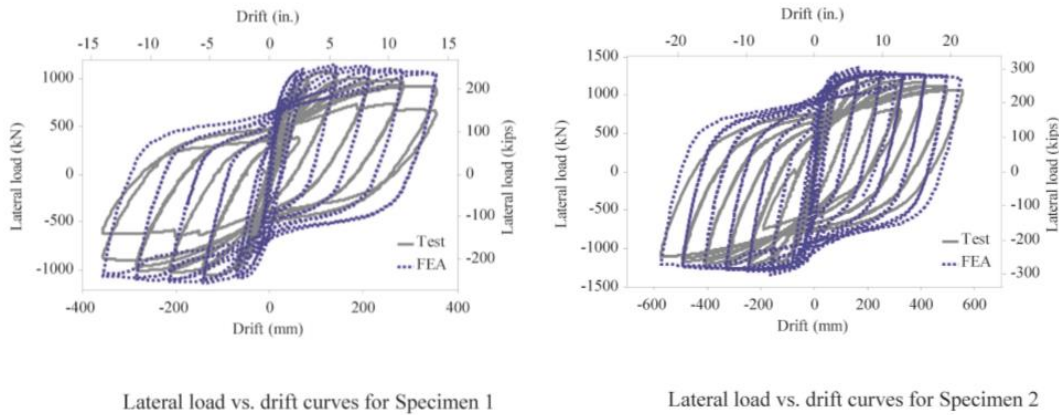 Drift (in.)
-15 -10 -5 0 5 10 15
1000
500
0
-500
-1000
Lateral load (kN)
200
100
0
-100
-200
Lateral load (kips)
Test
FEA
-400 -200 0 200 400
Drift (mm)
Lateral load vs. drift curves for Specimen 1
Drift (in.)
-20 -10 0 10 20
1500
1000
500
0
-500
-1000
-1500
Lateral load (kN)
300
200
100
0
-100
-200
-300
Lateral load (kips)
Test
FEA
-600 -400 -200 0 200 400 600
Drift (mm)
Lateral load vs. drift curves for Specimen 2